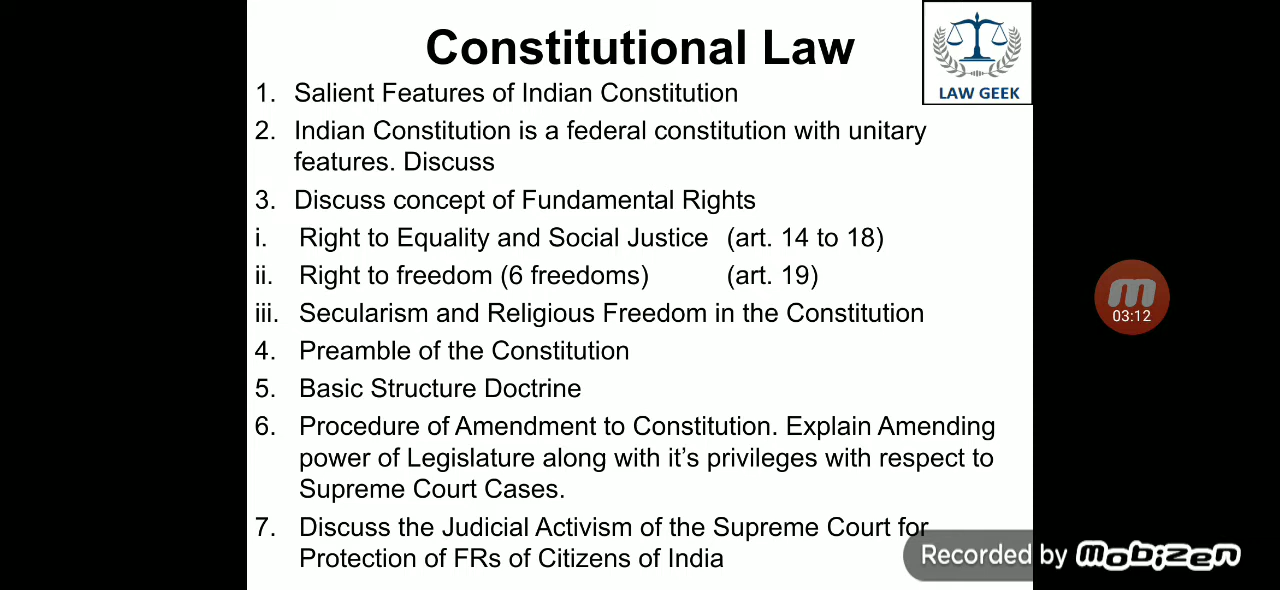 Constitutional Law
LAW GEEK
1. Salient Features of Indian Constitution
2. Indian Constitution is a federal constitution with unitary
features. Discuss
3. Discuss concept of Fundamental Rights
i. Right to Equality and Social Justice (art. 14 to 18)
ii. Right to freedom (6 freedoms) (art. 19)
iii. Secularism and Religious Freedom in the Constitution
4. Preamble of the Constitution
5. Basic Structure Doctrine
6. Procedure of Amendment to Constitution. Explain Amending
power of Legislature along with it's privileges with respect to
Supreme Court Cases.
7. Discuss the Judicial Activism of the Supreme Court for
Protection of FRs of Citizens of India
03:12
Recorded by mobizen